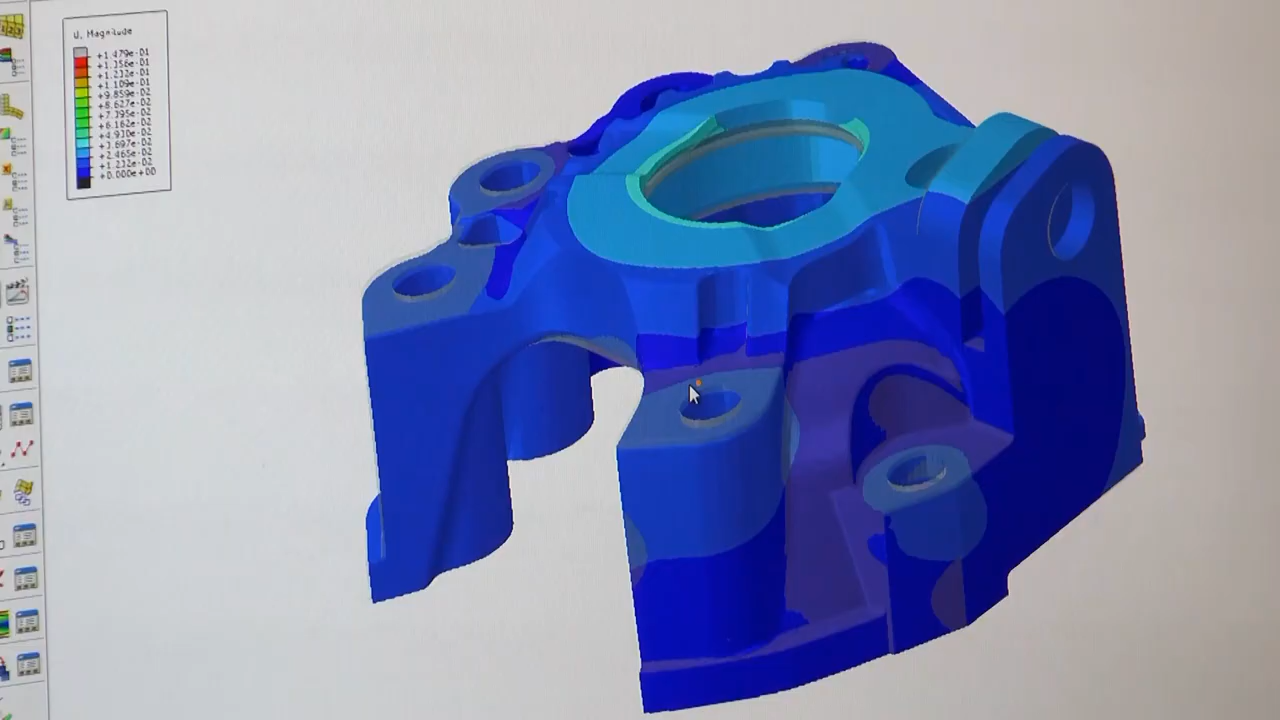 U, Magnitude
+1.479e-01
+1.356e-01
+1.232e-01
+1.109e-01
+9.859e-02
+8.627e-02
+7.395e-02
+6.162e-02
+4.930e-02
+3.697e-02
+2.465e-02
+1.232e-02
+0.000e+00